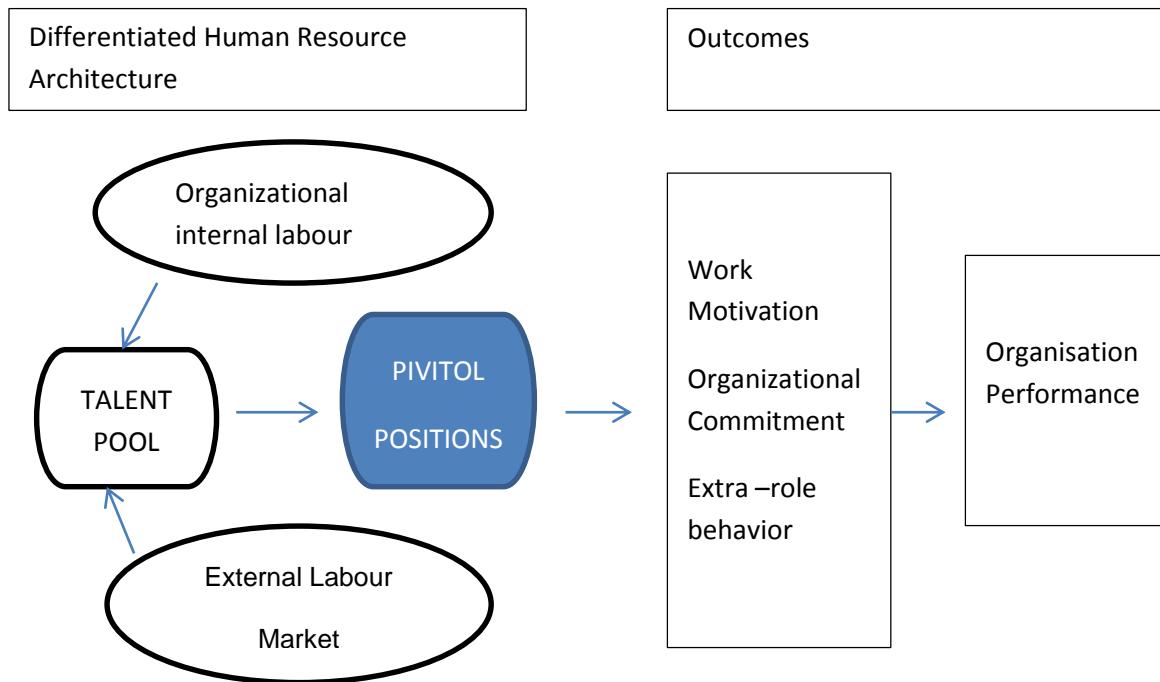 Differentiated Human Resource
Architecture
Outcomes
Organizational
internal labour
TALENT
POOL
PIVITOL
POSITIONS
External Labour
Market
Work
Motivation
Organizational
Commitment
Extra –role
behavior
Organisation
Performance